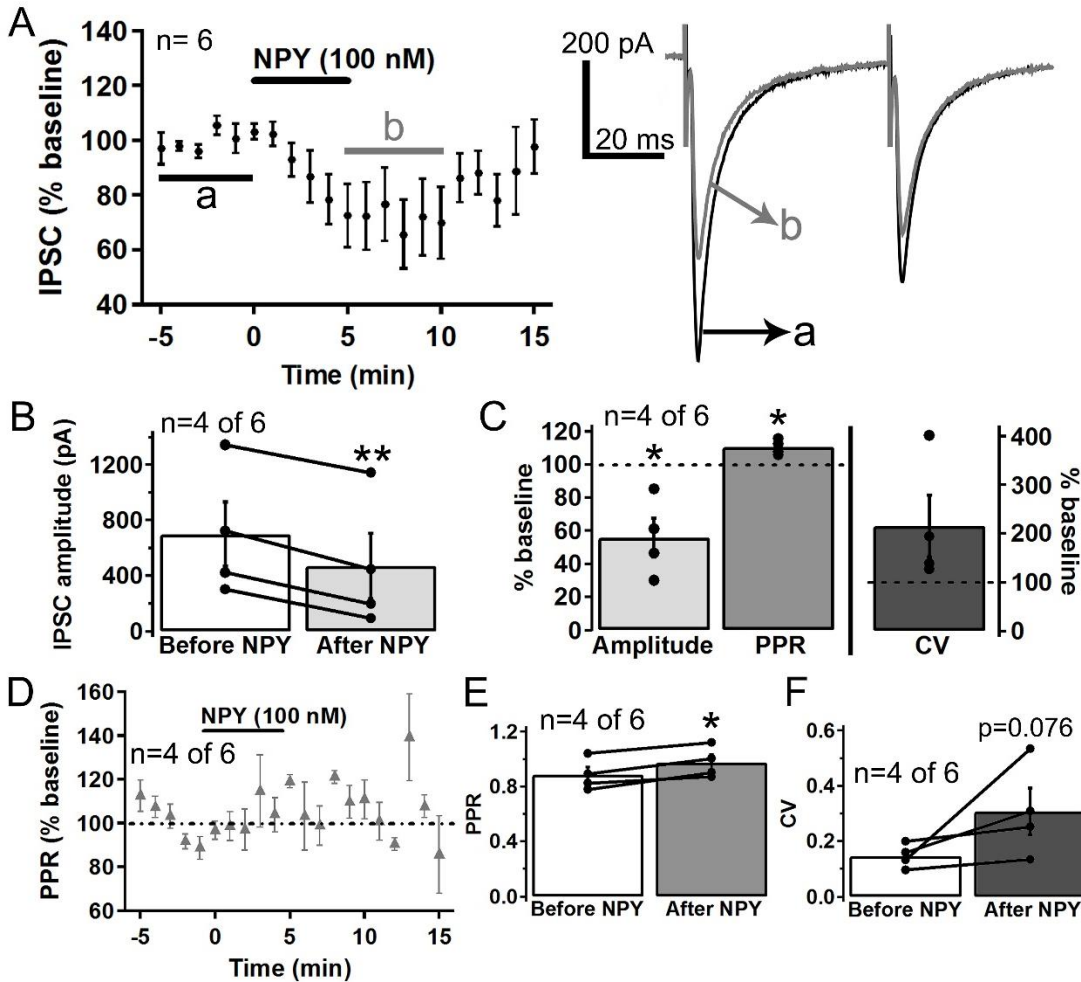 A
n= 6
NPY (100 nM)
IPSC (% baseline)
140
120
100
80
60
40
a
b
-5
0
5
10
15
Time (min)
200 pA
20 ms
b
a
B
n=4 of 6
**
IPSC amplitude (pA)
1200
800
400
0
Before NPY
After NPY
C
n=4 of 6
*
*
% baseline
120
100
80
60
40
20
0
Amplitude
PPR
CV
400
300
200
100
0
% baseline
D
NPY (100 nM)
n=4 of 6
PPR (% baseline)
160
140
120
100
80
60
-5
0
5
10
15
Time (min)
E
n=4 of 6
*
PPR
1.2
0.8
0.4
0.0
Before NPY
After NPY
F
p=0.076
n=4 of 6
CV
0.6
0.4
0.2
0.0
Before NPY
After NPY